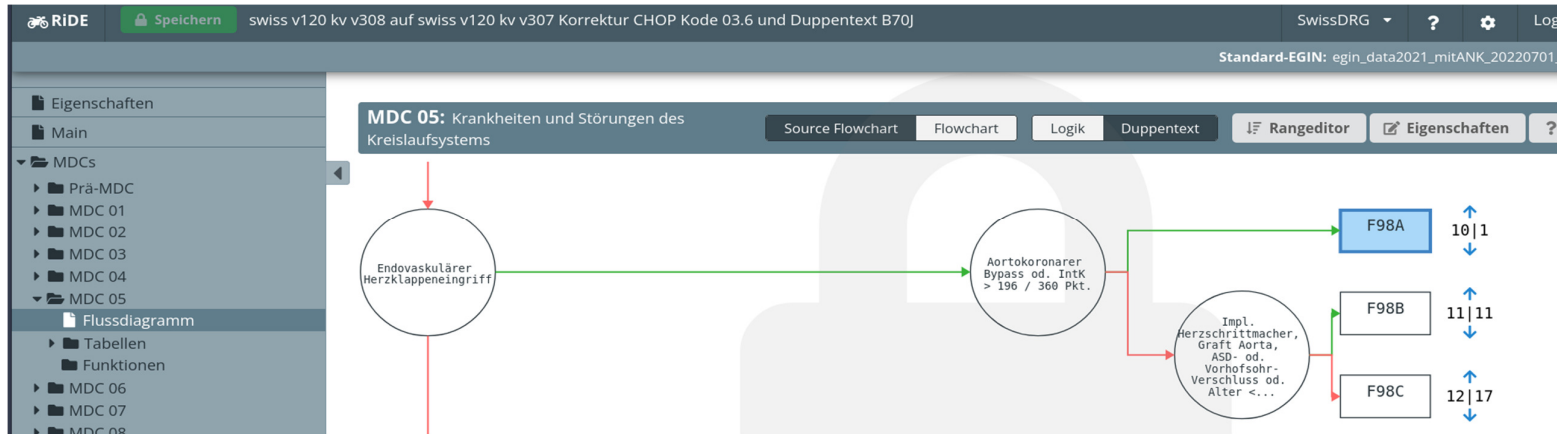 RiDE
Speichern
swiss v120 kv v308 auf swiss v120 kv v307 Korrektur CHOP Kode 03.6 und Duppentext B70J
SwissDRG
?
Log
Standard-EGIN: egin_data2021_mitANK_20220701_
Eigenschaften
Main
MDCs
Prä-MDC
MDC 01
MDC 02
MDC 03
MDC 04
MDC 05
Flussdiagramm
Tabellen
Funktionen
MDC 06
MDC 07
MDC 08
MDC 05: Krankheiten und Störungen des
Kreislaufsystems
Source Flowchart
Flowchart
Logik
Duppentext
Rangeditor
Eigenschaften
?
Endovaskulärer
Herzklappeneingriff
Aortokoronarer
Bypass od. IntK
> 196 / 360 Pkt.
F98A
10|1
Impl.
Herzschrittmacher,
Graft Aorta,
ASD- od.
Vorhofsohr-
Verschluss od.
Alter <...
F98B
11|11
F98C
12|17